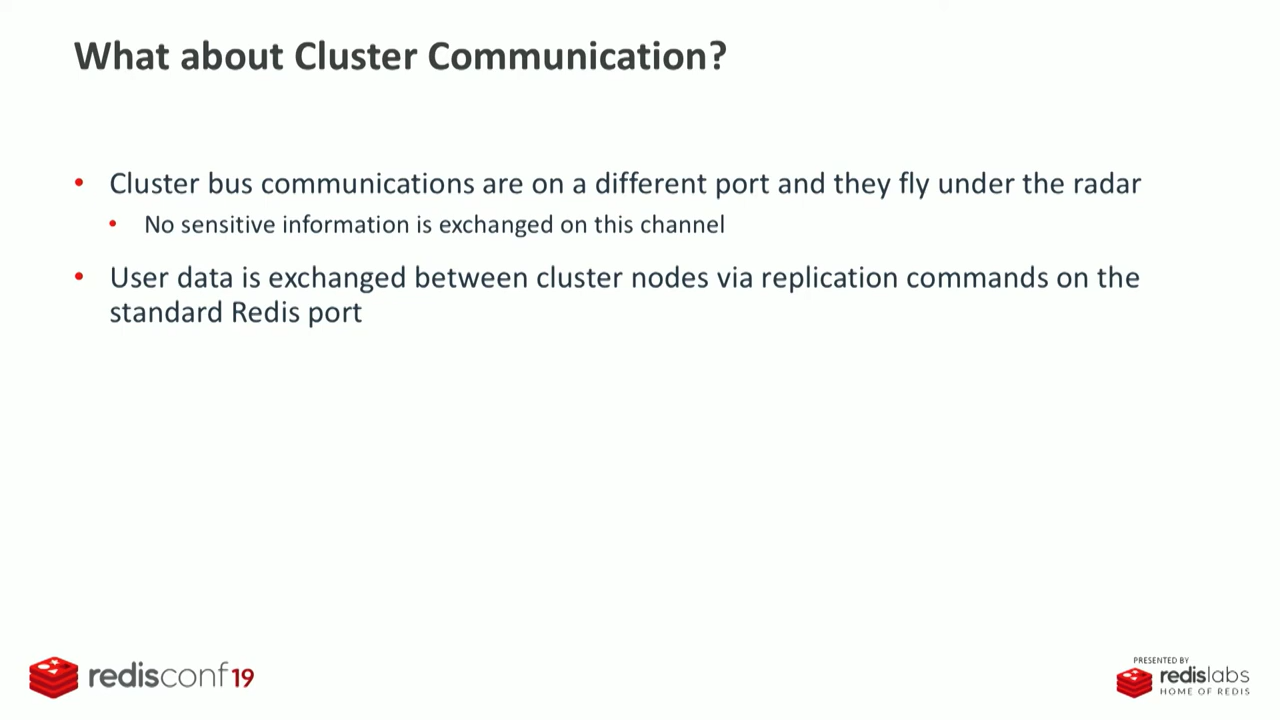 What about Cluster Communication?
• Cluster bus communications are on a different port and they fly under the radar
• No sensitive information is exchanged on this channel
• User data is exchanged between cluster nodes via replication commands on the
standard Redis port
redisconf19
PRESENTED BY
redislabs
HOME OF REDIS